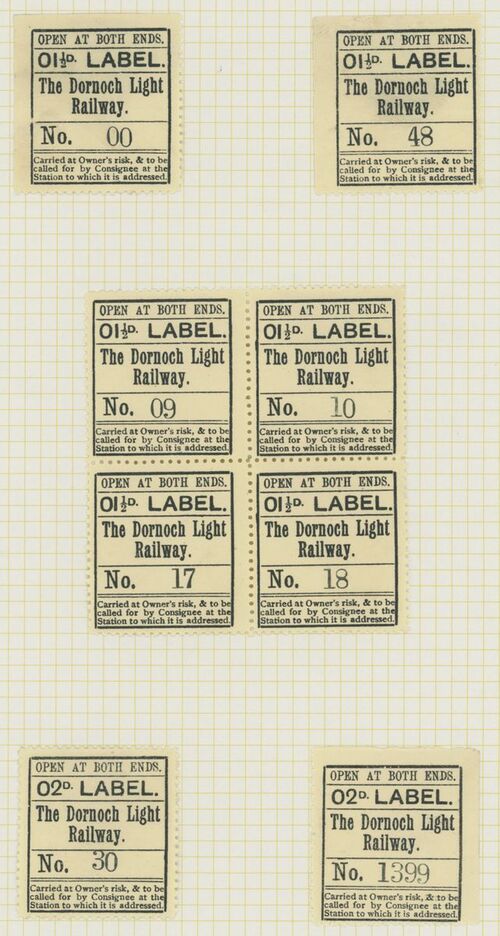 OPEN AT BOTH ENDS.
01½D. LABEL.
The Dornoch Light
Railway.
No. 00
Carried at Owner's risk, & to be
called for by Consignee at the
Station to which it is addressed.
OPEN AT BOTH ENDS.
01½D. LABEL.
The Dornoch Light
Railway.
No. 48
Carried at Owner's risk, & to be
called for by Consignee at the
Station to which it is addressed.
OPEN AT BOTH ENDS.
01½D. LABEL.
The Dornoch Light
Railway.
No. 09
Carried at Owner's risk, & to be
called for by Consignee at the
Station to which it is addressed.
OPEN AT BOTH ENDS.
01½D. LABEL.
The Dornoch Light
Railway.
No. 10
Carried at Owner's risk, & to be
called for by Consignee at the
Station to which it is addressed.
OPEN AT BOTH ENDS.
01½D. LABEL.
The Dornoch Light
Railway.
No. 17
Carried at Owner's risk, & to be
called for by Consignee at the
Station to which it is addressed.
OPEN AT BOTH ENDS.
01½D. LABEL.
The Dornoch Light
Railway.
No. 18
Carried at Owner's risk, & to be
called for by Consignee at the
Station to which it is addressed.
OPEN AT BOTH ENDS.
02D. LABEL.
The Dornoch Light
Railway.
No. 30
Carried at Owner's risk, & to be
called for by Consignee at the
Station to which it is addressed.
OPEN AT BOTH ENDS.
02D. LABEL.
The Dornoch Light
Railway.
No. 1399
Carried at Owner's risk, & to be
called for by Consignee at the
Station to which it is addressed.